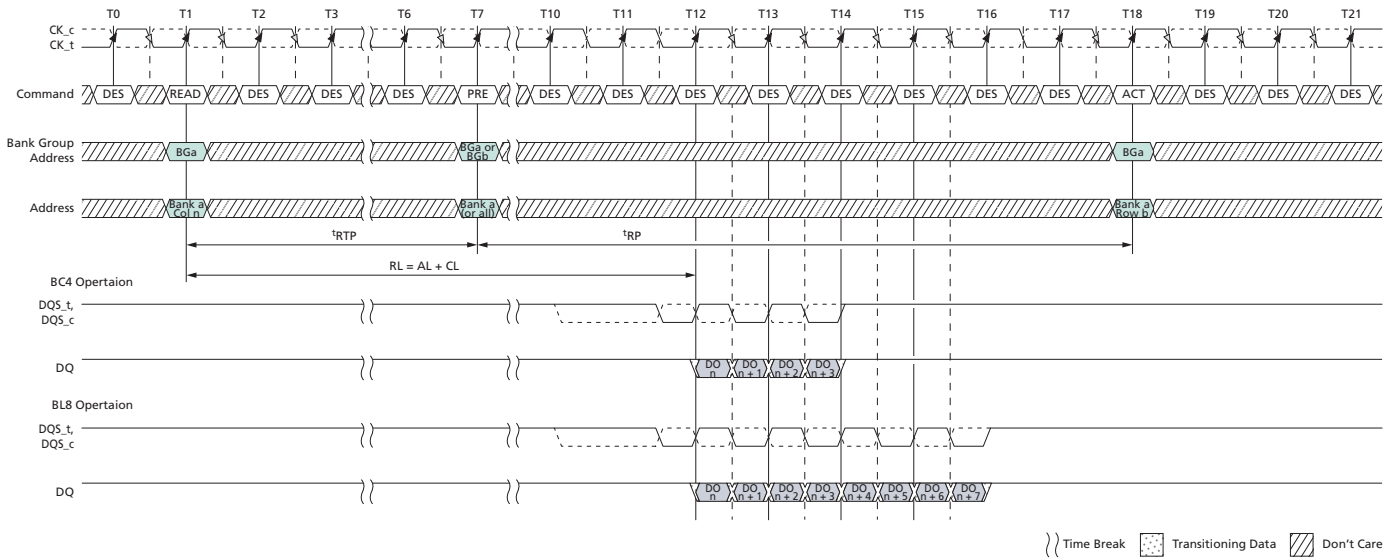 T0 T1 T2 T3 T6 T7 T10 T11 T12 T13 T14 T15 T16 T17 T18 T19 T20 T21
CK_c
CK_t
Command DES READ DES DES DES PRE DES DES DES DES DES DES DES DES ACT DES DES DES
Bank Group
Address
BGa
BGa or
BGb
BGa
Address
Bank a
Col n
Bank a
(or all)
Bank a
Row b
tRTP tRP
RL = AL + CL
BC4 Opertaion
DQS_t,
DQS_c
DQ
DO
n
DO
n + 1
DO
n + 2
DO
n + 3
BL8 Opertaion
DQS_t,
DQS_c
DQ
DO
n
DO
n + 1
DO
n + 2
DO
n + 3
DO
n + 4
DO
n + 5
DO
n + 6
DO
n + 7
Time Break Transitioning Data Don't Care